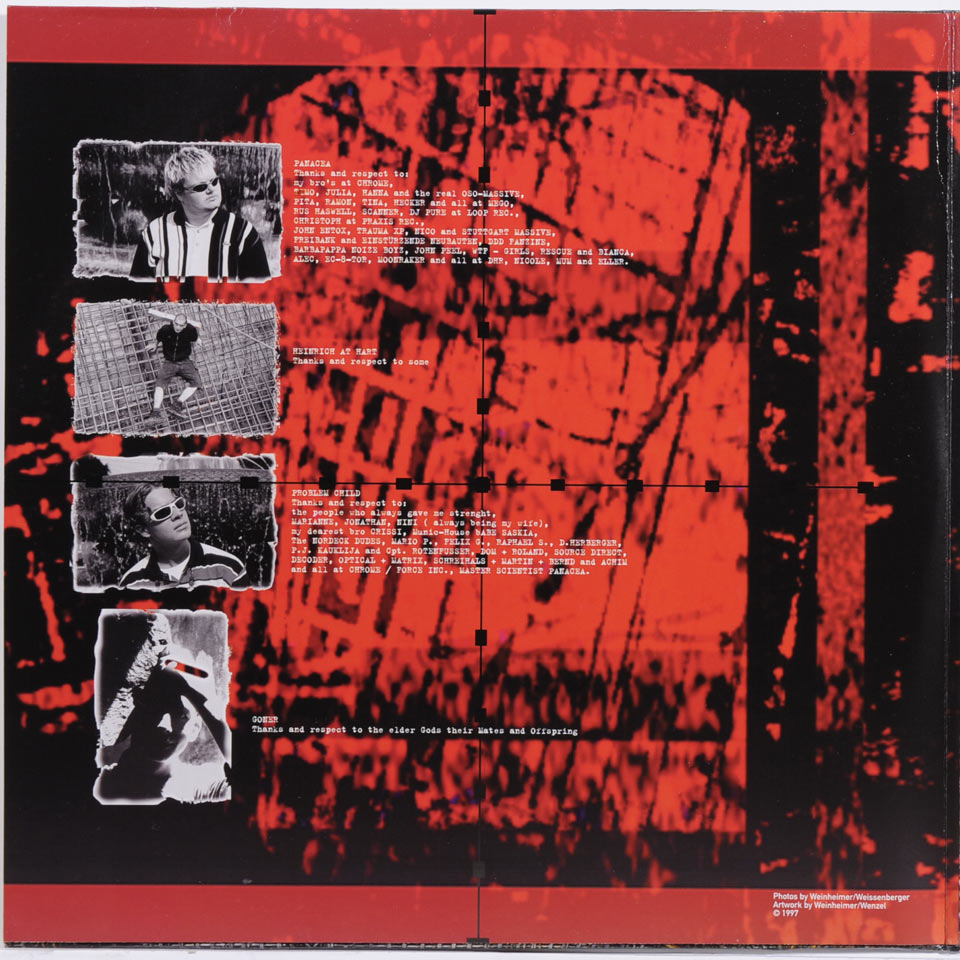 PANACEA
Thanks and respect to:
my bro's at CHROME,
TIMO, JULIA, HANNA and the real OSO-MASSIVE,
PITA, RAMON, TINA, HECKER and all at MEGO,
RUS HASWELL, SCANNER, DJ PURE at LOOP REC.,
CHRISTOPH at PRAXIS REC.,
JOHN ENTOX, TRAUMA XP, NICO and STUTTGART MASSIVE,
FREIBANK and EINSTÜRZENDE NEUBAUTEN, DDD PANZINE,
BARBAPAPPA NOIZE BOYZ, JOHN PEEL, WTP - GIRLS, RESCUE and BIANCA,
ALEC, EC-8-TOR, MOONRAKER and all at DHR, NICOLE, MUM and ELLER.
HEINRICH AT HART
Thanks and respect to some
PROBLEM CHILD
Thanks and respect to:
the people who always gave me strenght,
MARIANNE, JONATHAN, NINI ( always being my wife),
my dearest bro CRISSI, Music-House bABE SASKIA,
The NORDECK DUDES, MARIO P., FELIX G., RAPHAEL S., D.HERBERGER,
P.J. KAUKLIJA and Cpt. ROTENFUSSER, DOM + ROLAND, SOURCE DIRECT,
DECODER, OPTICAL + MATRIX, SCHREIHALS + MARTIN + BERND and ACHIM
and all at CHROME / FORCE INC., MASTER SCIENTIST PANACEA.
GONER
Thanks and respect to the elder Gods their Mates and Offspring
Photos by Weinheimer/Weissenberger
Artwork by Weinheimer/Wenzel
© 1997